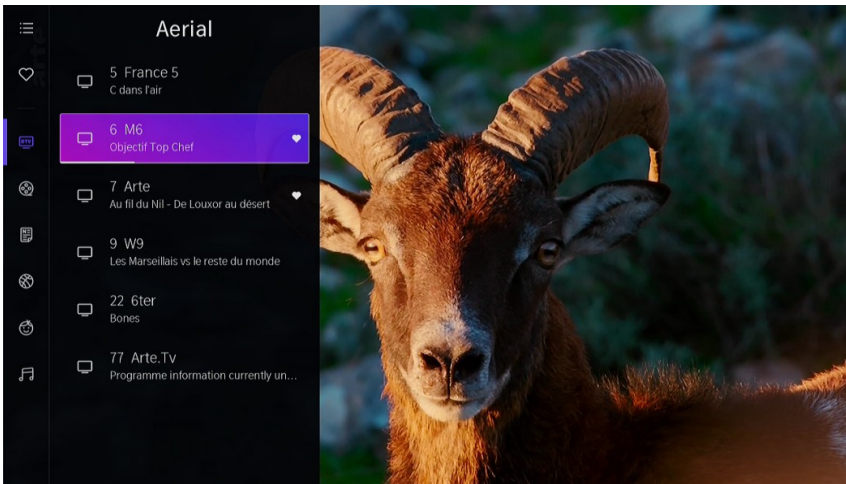 Aerial
5 France 5
C dans l'air
6 M6
Objectif Top Chef
7 Arte
Au fil du Nil - De Louxor au désert
9 W9
Les Marseillais vs le reste du monde
22 6ter
Bones
77 Arte.Tv
Programme information currently un...